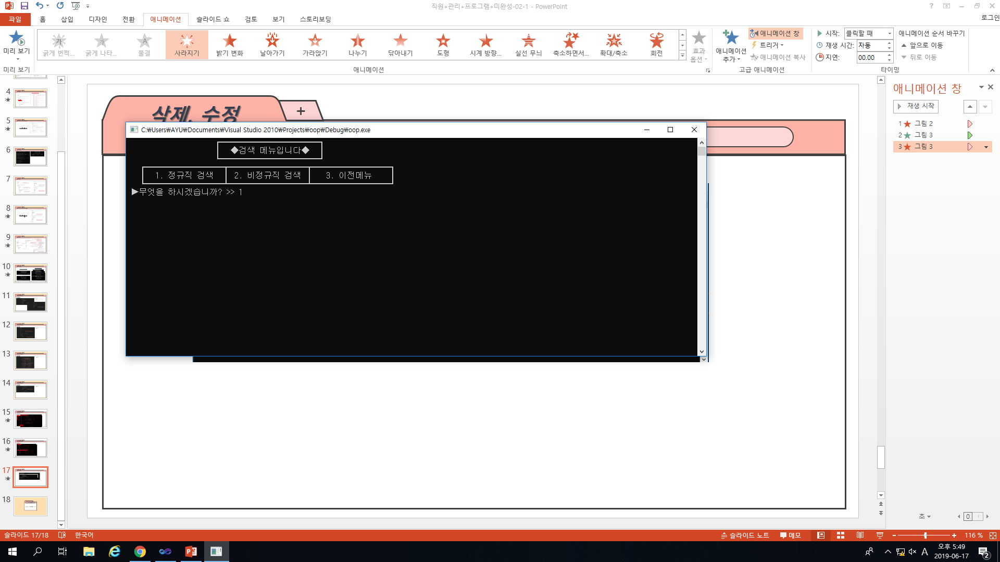 직원+관리+프로그램+미완성-02-1 - PowerPoint
파일 홈 삽입 디자인 전환 애니메이션 슬라이드 쇼 검토 보기 스토리보딩
로그인
미리 보기
미리 보기
굵게 번쩍... 굵게 나타... 물결 사라지기 밝기 변화 날아가기 가라앉기 나누기 닦아내기 도형 시계 방향... 실선 무늬 축소하면서... 확대/축소 회전
애니메이션
효과 옵션
애니메이션 추가
애니메이션 창
트리거
애니메이션 복사
고급 애니메이션
시작: 클릭할 때
재생 시간: 자동
지연: 00.00
애니메이션 순서 바꾸기
앞으로 이동
뒤로 이동
타이밍
4
5
6
7
8
9
10
11
12
13
14
15
16
17
18
삭제, 수정
+
C:₩Users₩AYU₩Documents₩Visual Studio 2010₩Projects₩oop₩Debug₩oop.exe
◆검색 메뉴입니다◆
1. 정규직 검색 2. 비정규직 검색 3. 이전메뉴
▶무엇을 하시겠습니까? >> 1
애니메이션 창
재생 시작
1 그림 2
2 그림 3
3 그림 3
초 0
슬라이드 17/18 한국어
슬라이드 노트 메모 116 %
A
오후 5:49
2019-06-17
2